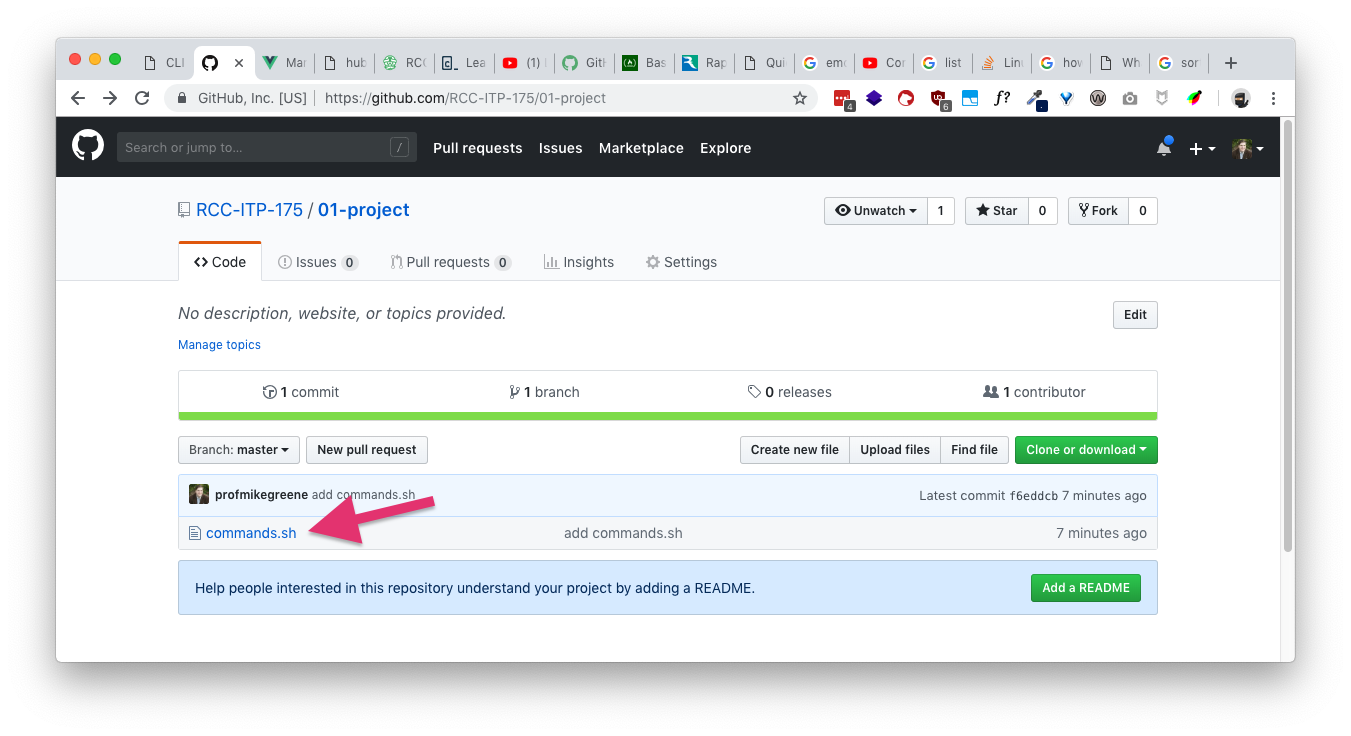 CLI Mar hub RCC Lea (1) GitH Bas Rap Qui emo Cor list Lin how Wh sor
GitHub, Inc. [US] https://github.com/RCC-ITP-175/01-project 4 6 f?
Search or jump to... / Pull requests Issues Marketplace Explore
RCC-ITP-175 / 01-project Unwatch 1 Star 0 Fork 0
Code Issues 0 Pull requests 0 Insights Settings
No description, website, or topics provided. Edit
Manage topics
1 commit 1 branch 0 releases 1 contributor
Branch: master New pull request Create new file Upload files Find file Clone or download
profmikegreene add commands.sh Latest commit f6eddcb 7 minutes ago
commands.sh add commands.sh 7 minutes ago
Help people interested in this repository understand your project by adding a README. Add a README